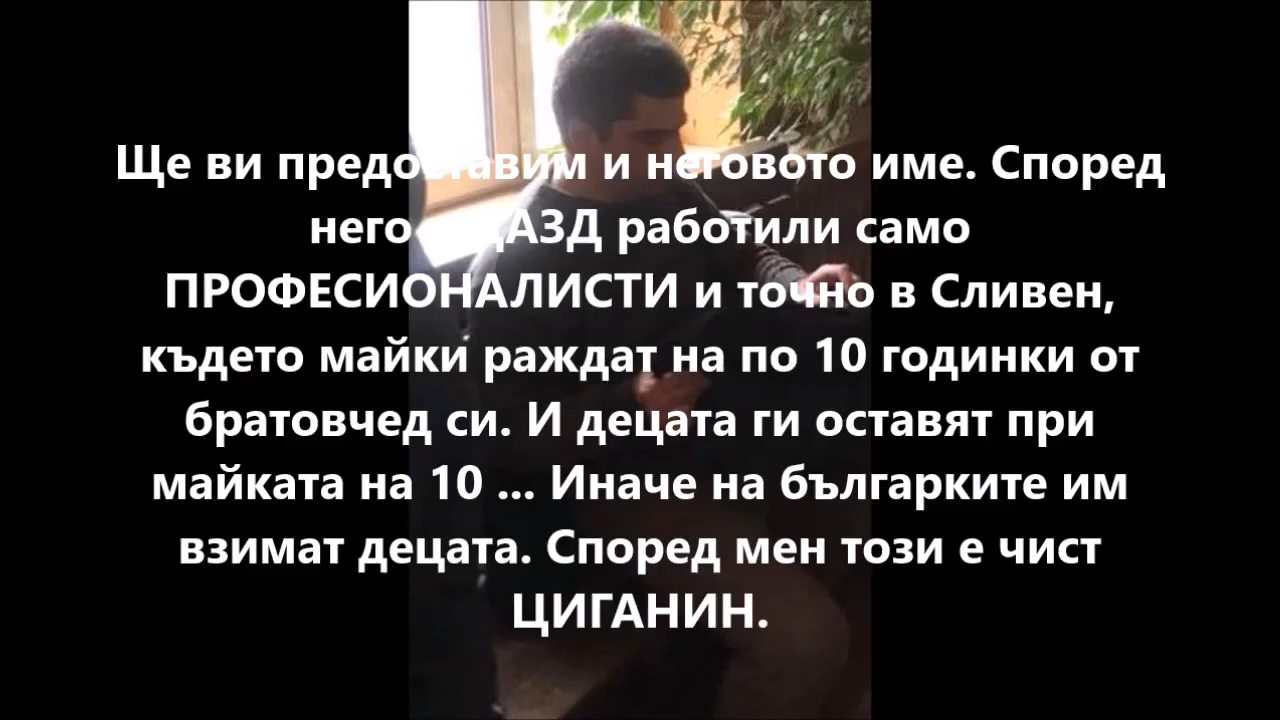 Ще ви предоставим и неговото име. Според
него в ДАЗД работили само
ПРОФЕСИОНАЛИСТИ и точно в Сливен,
където майки раждат на по 10 годинки от
братовчед си. И децата ги оставят при
майката на 10 ... Иначе на българките им
взимат децата. Според мен този е чист
ЦИГАНИН.